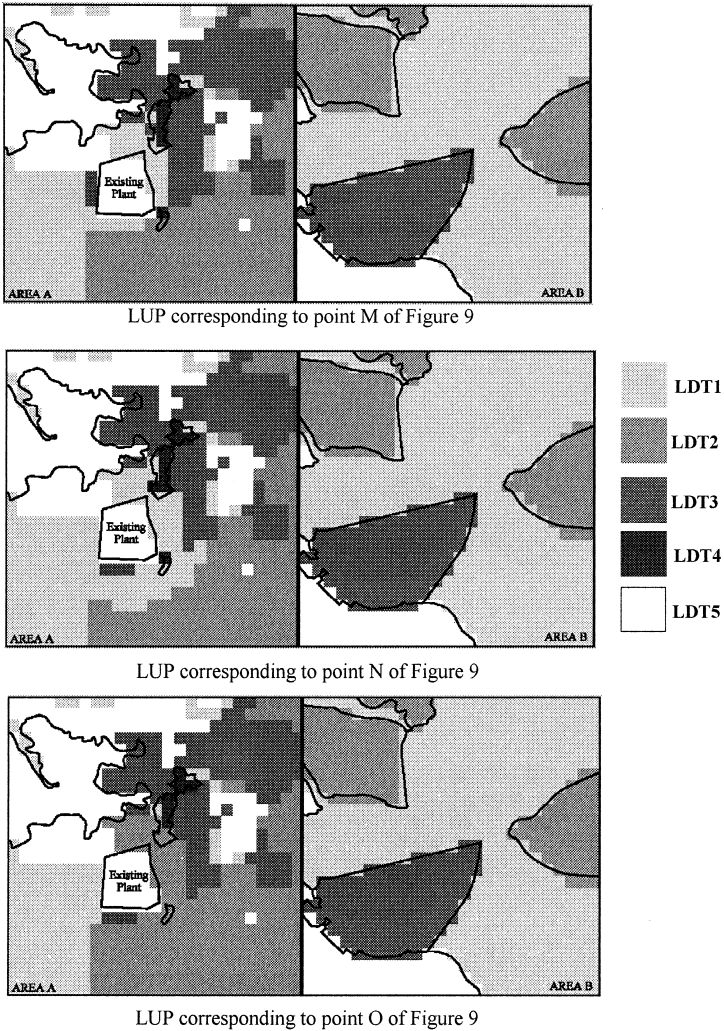 Existing
Plant
AREA A
AREA B
LUP corresponding to point M of Figure 9
Existing
Plant
AREA A
AREA B
LUP corresponding to point N of Figure 9
LDT1
LDT2
LDT3
LDT4
LDT5
Existing
Plant
AREA A
AREA B
LUP corresponding to point O of Figure 9